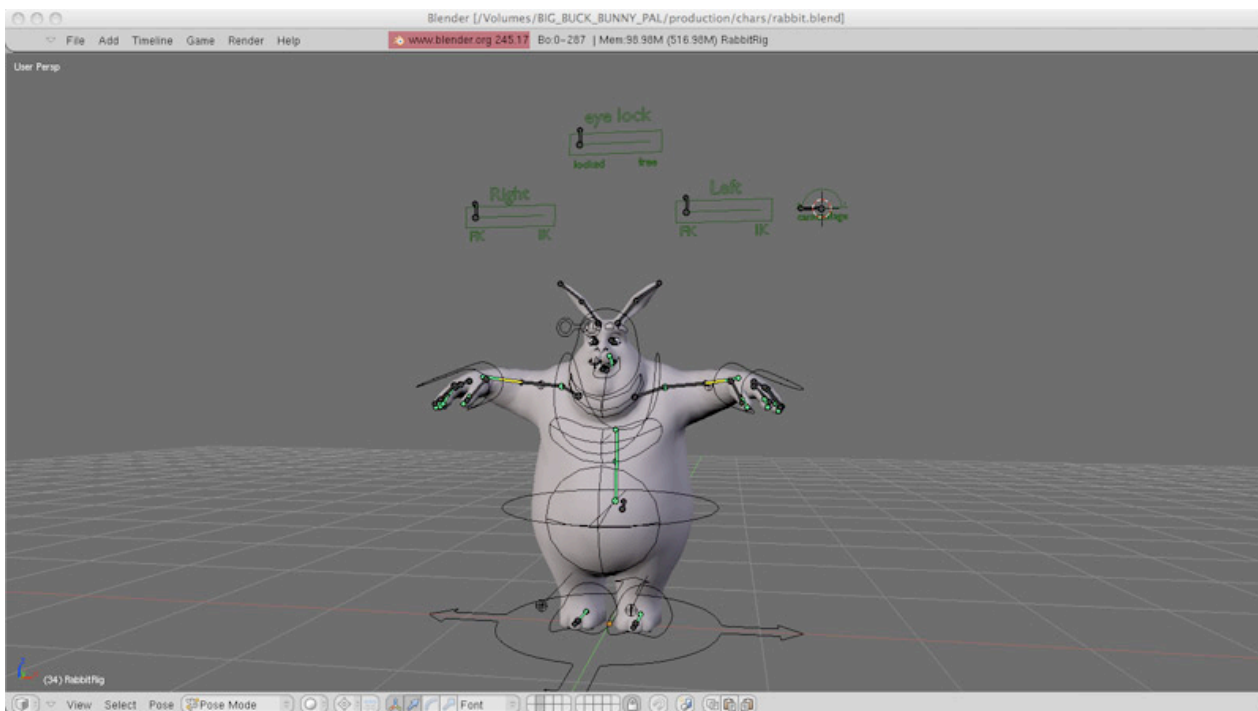 Blender [/Volumes/BIG_BUCK_BUNNY_PAL/production/chars/rabbit.blend]
File Add Timeline Game Render Help www.blender.org 245.17 Bo:0-287 | Mem:98.98M (516.98M) RabbitRig
User Persp
eye lock
locked free
Right Left
FK IK FK IK
(34) RabbitRig
View Select Pose Pose Mode Font